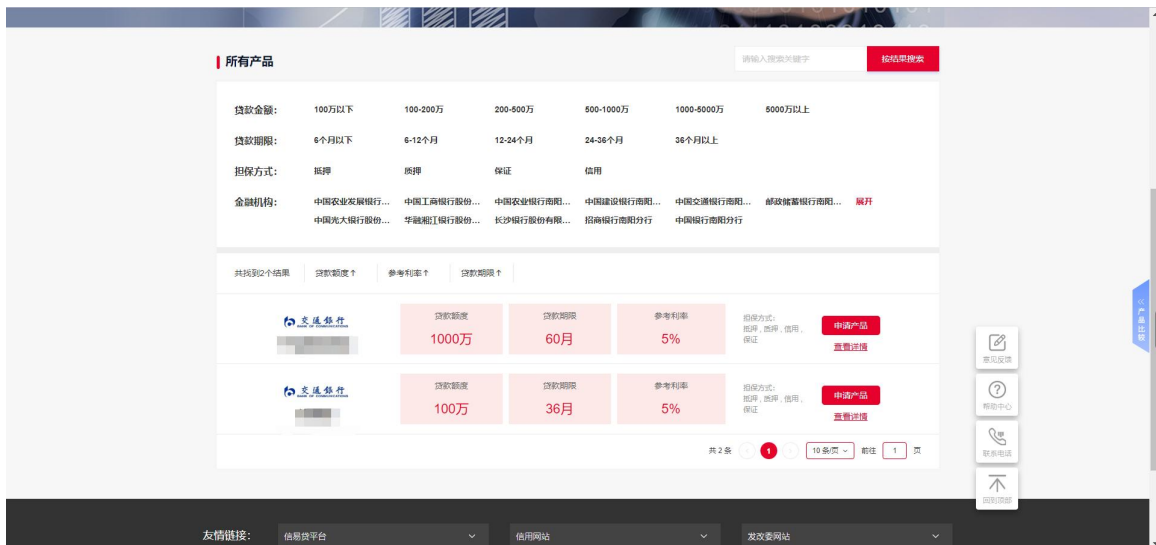 所有产品
请输入搜索关键字
按结果搜索
贷款金额: 100万以下 100-200万 200-500万 500-1000万 1000-5000万 5000万以上
贷款期限: 6个月以下 6-12个月 12-24个月 24-36个月 36个月以上
担保方式: 抵押 质押 保证 信用
金融机构: 中国农业发展银行... 中国工商银行股份... 中国农业银行南阳... 中国建设银行南阳... 中国交通银行南阳... 邮政储蓄银行南阳... 展开
中国光大银行股份... 华融湘江银行股份... 长沙银行股份有限... 招商银行南阳分行 中国银行南阳分行
共找到2个结果 贷款额度↑ 参考利率↑ 贷款期限↑
交通銀行
BANK OF COMMUNICATIONS
贷款额度
1000万
贷款期限
60月
参考利率
5%
担保方式:
抵押,质押,信用,
保证
申请产品
查看详情
交通銀行
BANK OF COMMUNICATIONS
贷款额度
100万
贷款期限
36月
参考利率
5%
担保方式:
抵押,质押,信用,
保证
申请产品
查看详情
共 2 条 1 10 条/页 前往 1 页
产品比较
意见反馈
帮助中心
联系电话
回到顶部
友情链接: 信易贷平台 信用网站 发改委网站